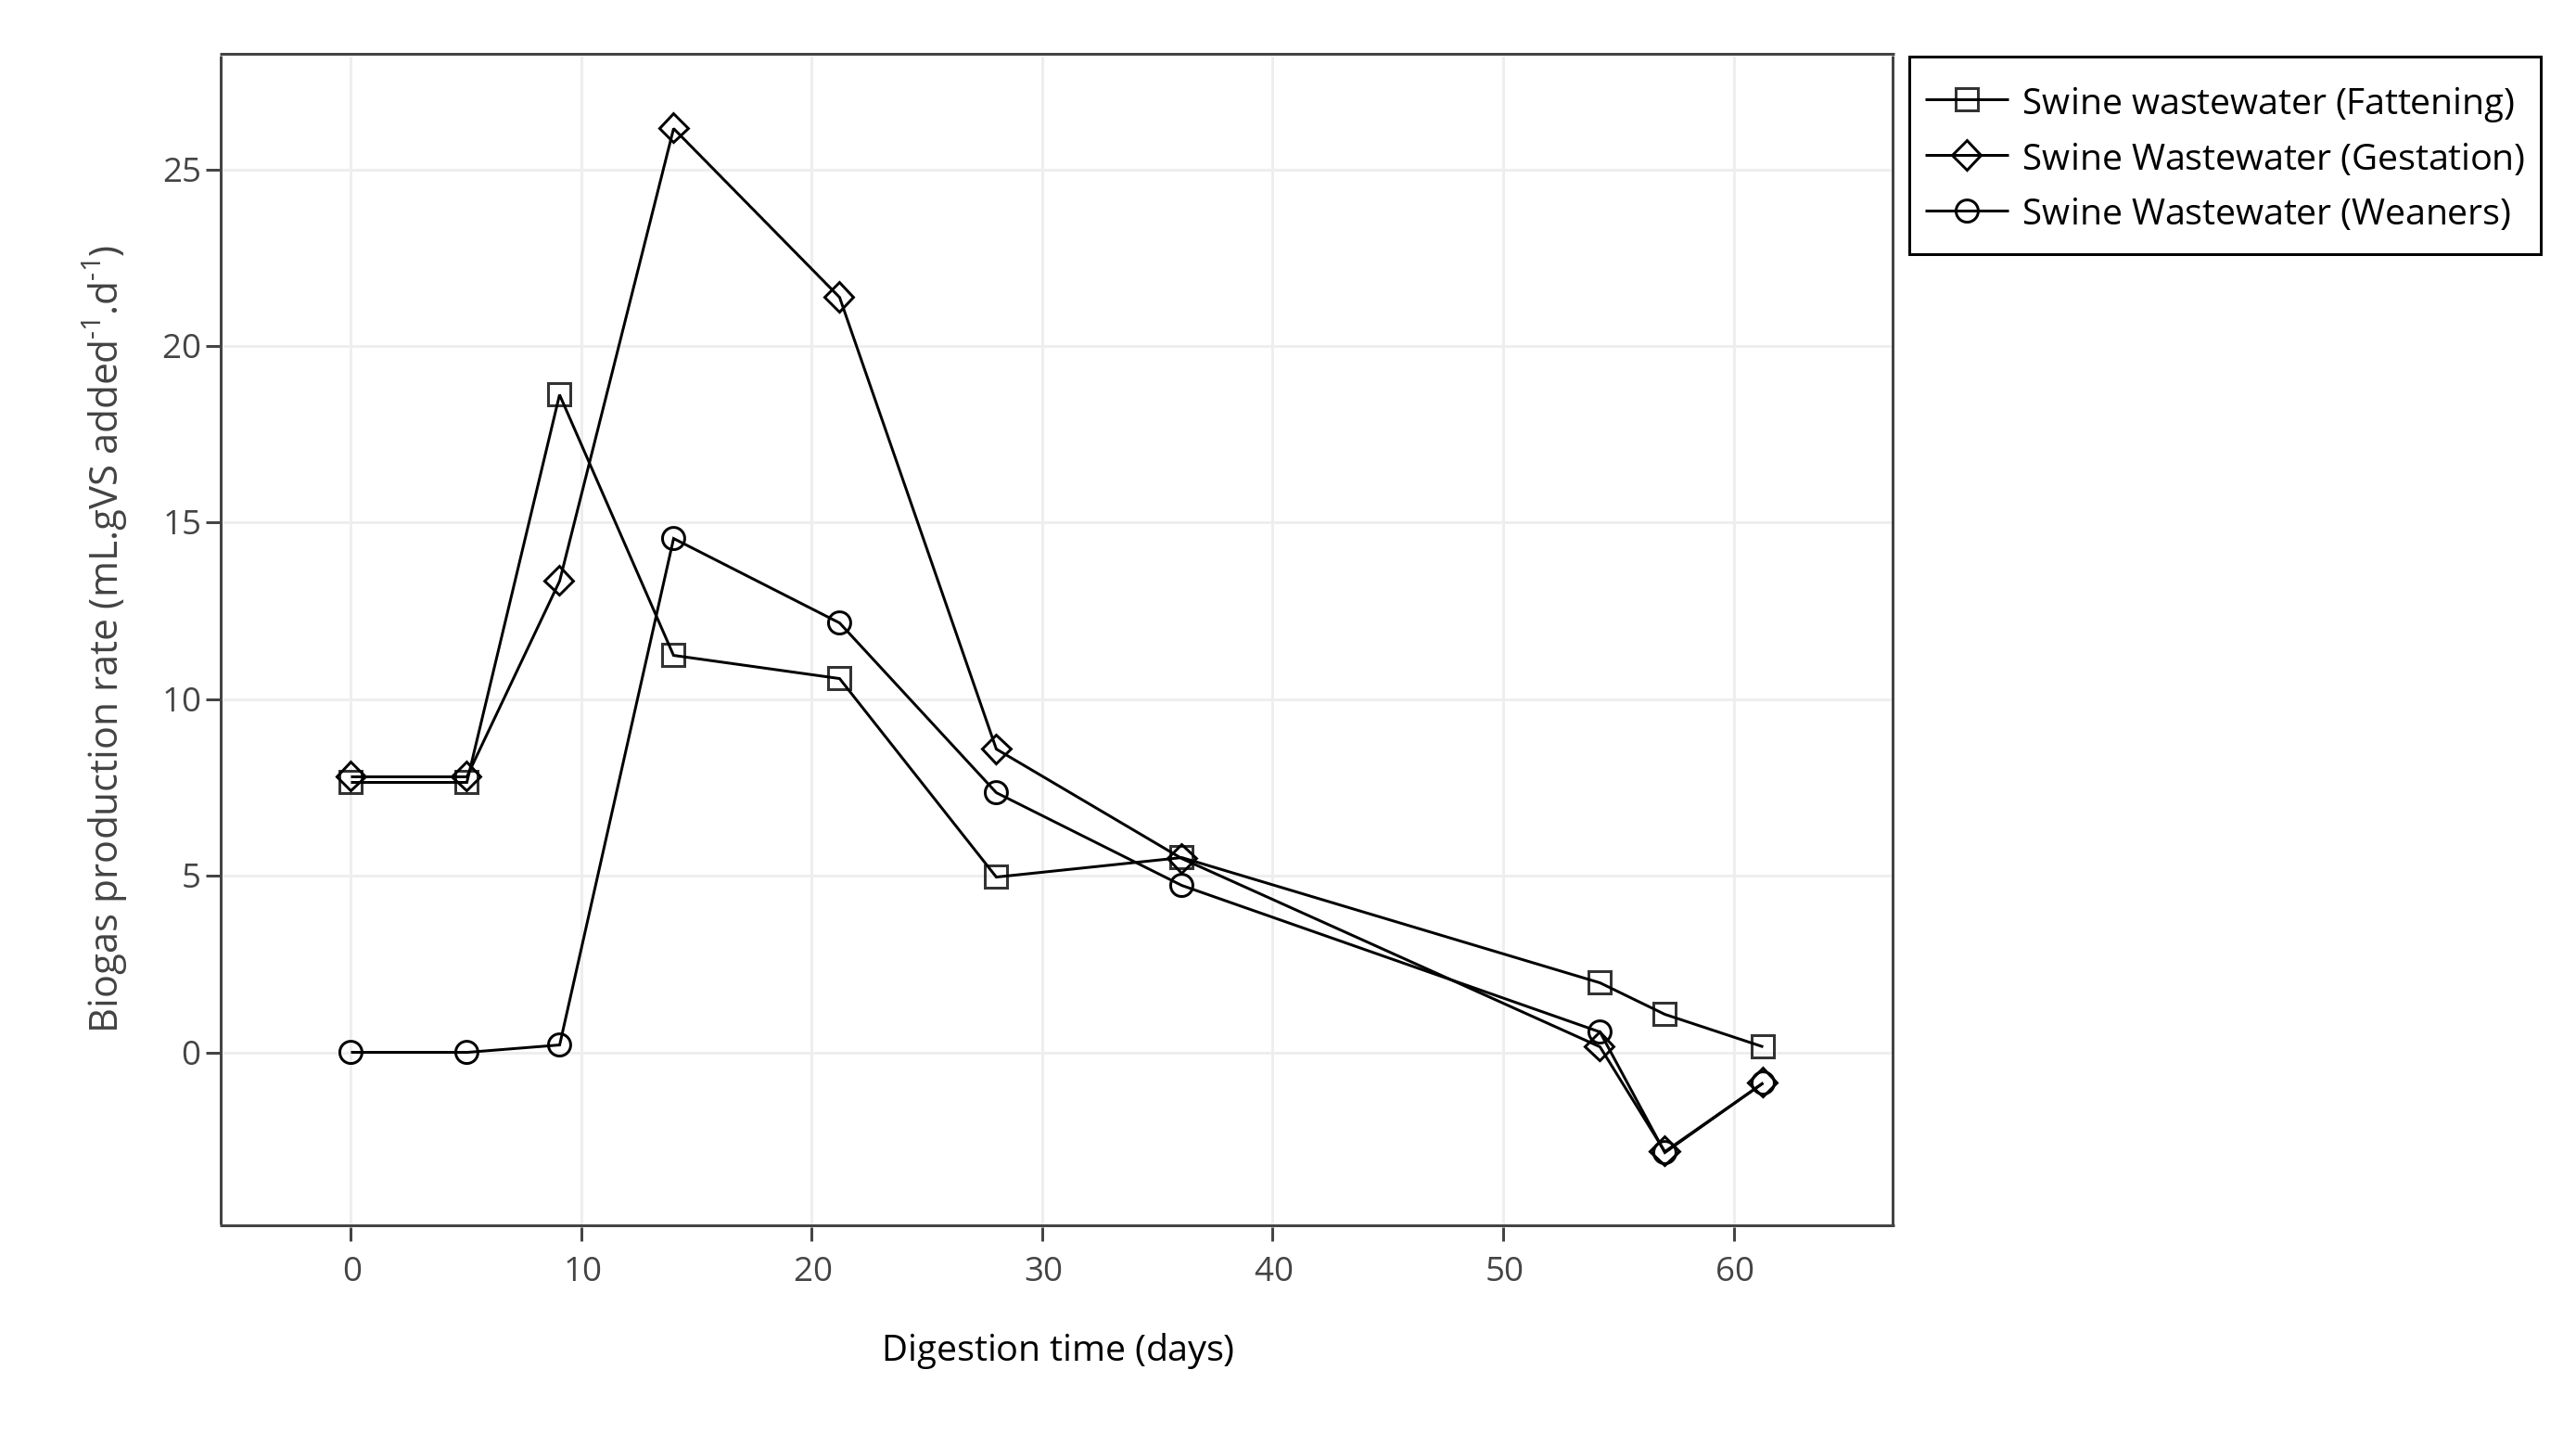 Swine wastewater (Fattening)
Swine Wastewater (Gestation)
Swine Wastewater (Weaners)
Biogas production rate (mL.gVS added⁻¹.d⁻¹)
25
20
15
10
5
0
0 10 20 30 40 50 60
Digestion time (days)